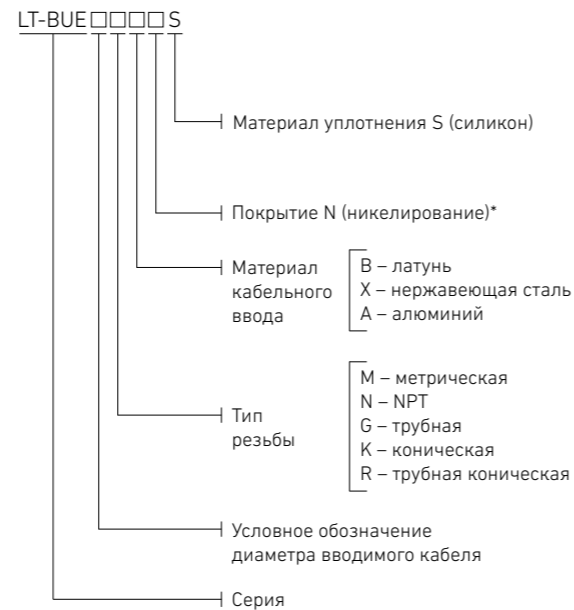 LT-BUE□□□□S
Материал уплотнения S (силикон)
Покрытие N (никелирование)*
Материал
кабельного
ввода
B – латунь
X – нержавеющая сталь
A – алюминий
Тип
резьбы
M – метрическая
N – NPT
G – трубная
K – коническая
R – трубная коническая
Условное обозначение
диаметра вводимого кабеля
Серия